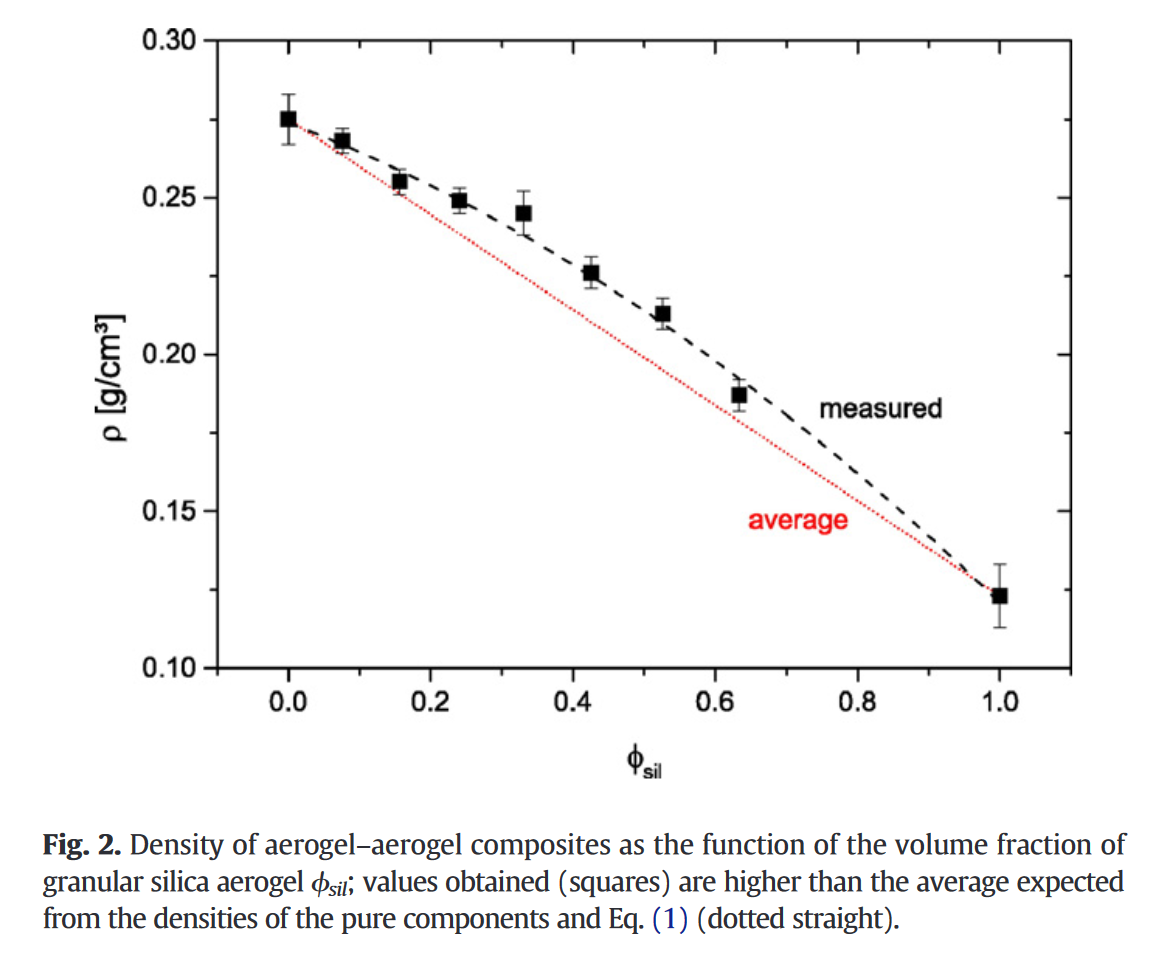 0.30
0.25
0.20
0.15
0.10
ρ [g/cm³]
measured
average
0.0 0.2 0.4 0.6 0.8 1.0
ϕsil
Fig. 2. Density of aerogel–aerogel composites as the function of the volume fraction of
granular silica aerogel ϕsil; values obtained (squares) are higher than the average expected
from the densities of the pure components and Eq. (1) (dotted straight).